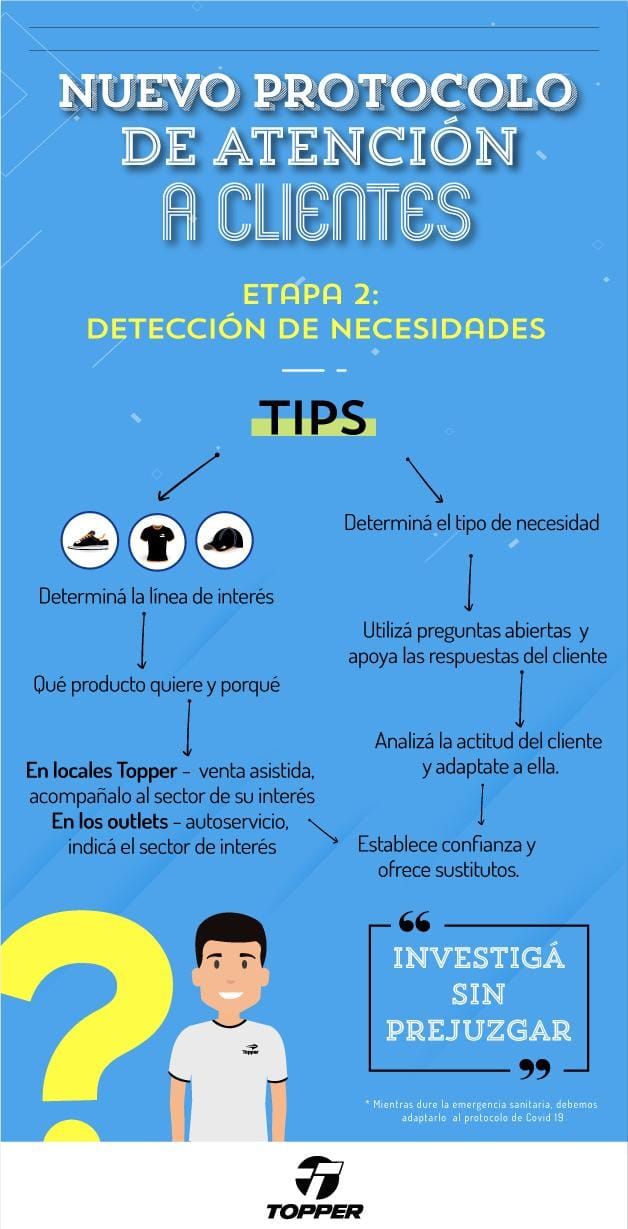 NUEVO PROTOCOLO
DE ATENCIÓN
A CLIENTES
ETAPA 2:
DETECCIÓN DE NECESIDADES
TIPS
Determiná la línea de interés
Qué producto quiere y porqué
En locales Topper - venta asistida,
acompañalo al sector de su interés
En los outlets - autoservicio,
indicá el sector de interés
Determiná el tipo de necesidad
Utilizá preguntas abiertas y
apoya las respuestas del cliente
Analizá la actitud del cliente
y adaptate a ella.
Establece confianza y
ofrece sustitutos.
Topper
“
INVESTIGÁ
SIN
PREJUZGAR
”
* Mientras dure la emergencia sanitaria, debemos
adaptarlo al protocolo de Covid 19.
TOPPER